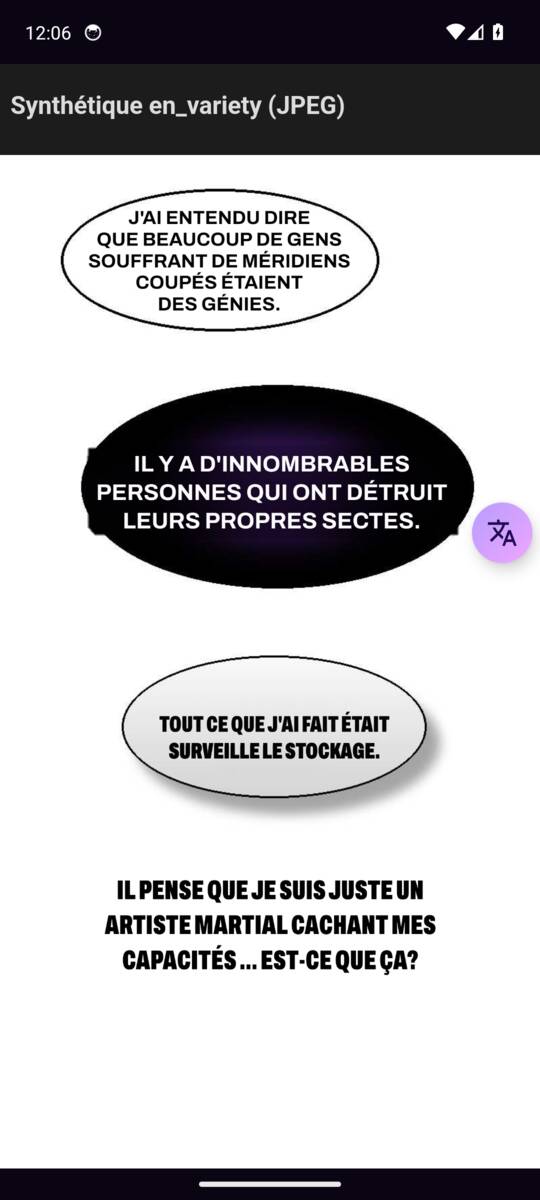 12:06
Synthétique en_variety (JPEG)
J'AI ENTENDU DIRE
QUE BEAUCOUP DE GENS
SOUFFRANT DE MÉRIDIENS
COUPÉS ÉTAIENT
DES GÉNIES.
IL Y A D'INNOMBRABLES
PERSONNES QUI ONT DÉTRUIT
LEURS PROPRES SECTES.
TOUT CE QUE J'AI FAIT ÉTAIT
SURVEILLE LE STOCKAGE.
IL PENSE QUE JE SUIS JUSTE UN
ARTISTE MARTIAL CACHANT MES
CAPACITÉS ... EST-CE QUE ÇA?